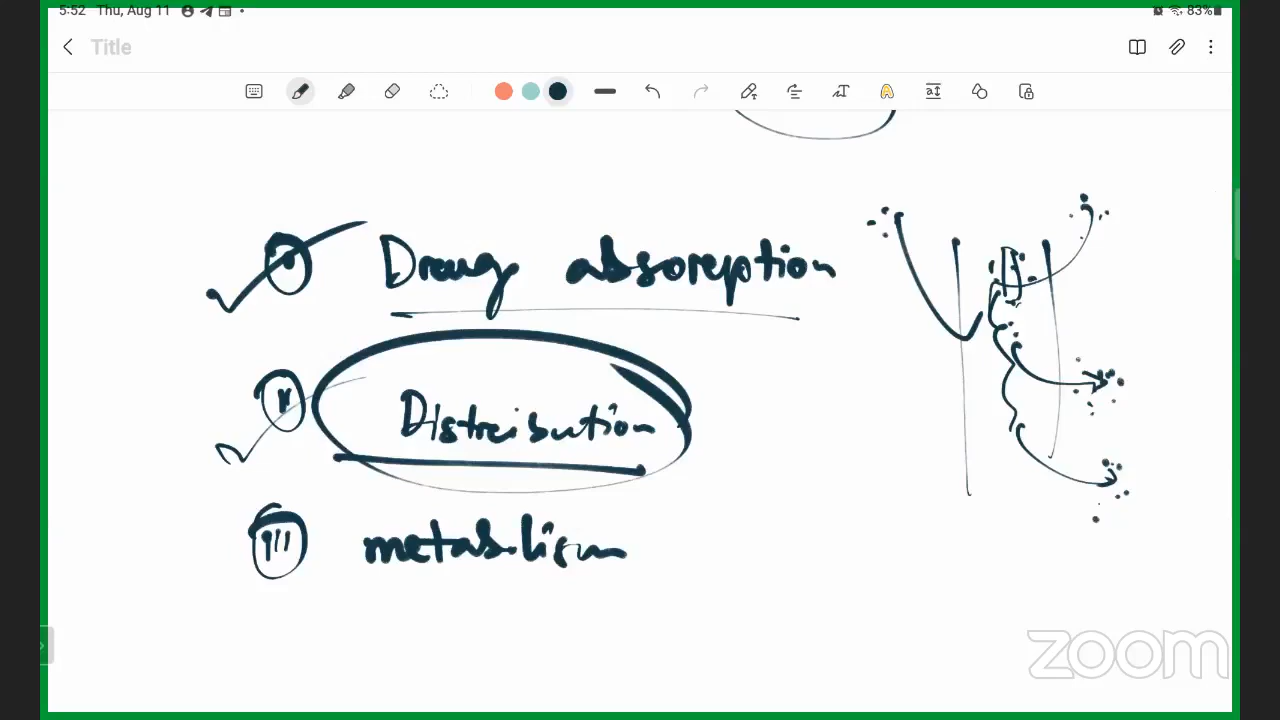 5:52 Thu, Aug 11
83%
Title
i Drug absorption
ii Distribution
iii metabolism
zoom